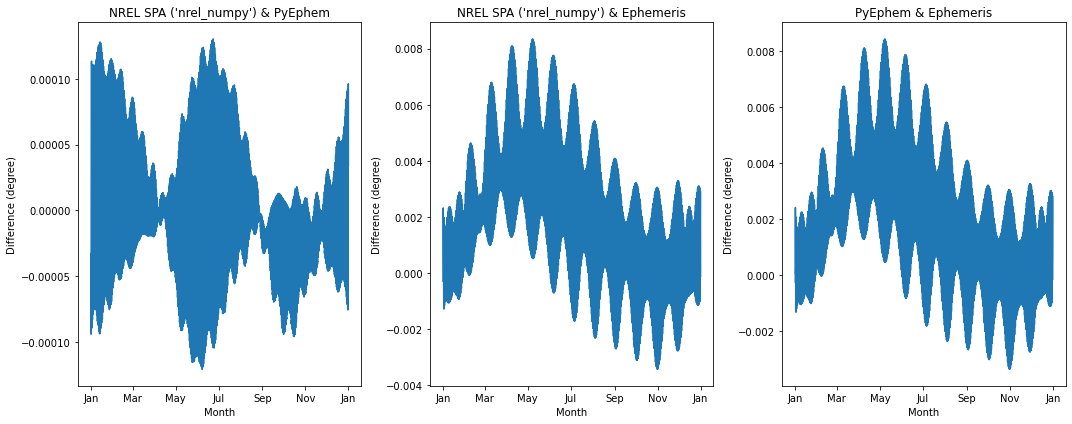 NREL SPA ('nrel_numpy') & PyEphem
0.00010
0.00005
0.00000
−0.00005
−0.00010
Difference (degree)
Jan Mar May Jul Sep Nov Jan
Month
NREL SPA ('nrel_numpy') & Ephemeris
0.008
0.006
0.004
0.002
0.000
−0.002
−0.004
Difference (degree)
Jan Mar May Jul Sep Nov Jan
Month
PyEphem & Ephemeris
0.008
0.006
0.004
0.002
0.000
−0.002
Difference (degree)
Jan Mar May Jul Sep Nov Jan
Month